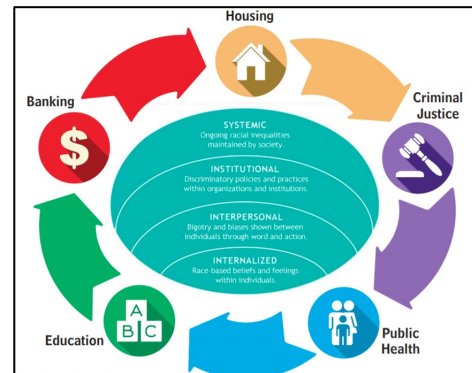 Housing
Banking
Criminal
Justice
$
SYSTEMIC
Ongoing racial inequalities
maintained by society.
INSTITUTIONAL
Discriminatory policies and practices
within organizations and institutions.
INTERPERSONAL
Bigotry and biases shown between
individuals through word and action.
INTERNALIZED
Race-based beliefs and feelings
within individuals.
A
B C
Education
Public
Health